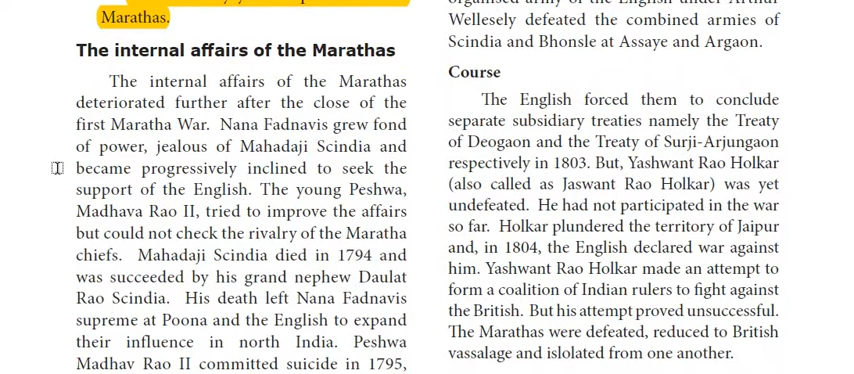 Marathas.
The internal affairs of the Marathas
The internal affairs of the Marathas
deteriorated further after the close of the
first Maratha War. Nana Fadnavis grew fond
of power, jealous of Mahadaji Scindia and
became progressively inclined to seek the
support of the English. The young Peshwa,
Madhava Rao II, tried to improve the affairs
but could not check the rivalry of the Maratha
chiefs. Mahadaji Scindia died in 1794 and
was succeeded by his grand nephew Daulat
Rao Scindia. His death left Nana Fadnavis
supreme at Poona and the English to expand
their influence in north India. Peshwa
Madhav Rao II committed suicide in 1795,
organised army of the English under Arthur
Wellesely defeated the combined armies of
Scindia and Bhonsle at Assaye and Argaon.
Course
The English forced them to conclude
separate subsidiary treaties namely the Treaty
of Deogaon and the Treaty of Surji-Arjungaon
respectively in 1803. But, Yashwant Rao Holkar
(also called as Jaswant Rao Holkar) was yet
undefeated. He had not participated in the war
so far. Holkar plundered the territory of Jaipur
and, in 1804, the English declared war against
him. Yashwant Rao Holkar made an attempt to
form a coalition of Indian rulers to fight against
the British. But his attempt proved unsuccessful.
The Marathas were defeated, reduced to British
vassalage and islolated from one another.